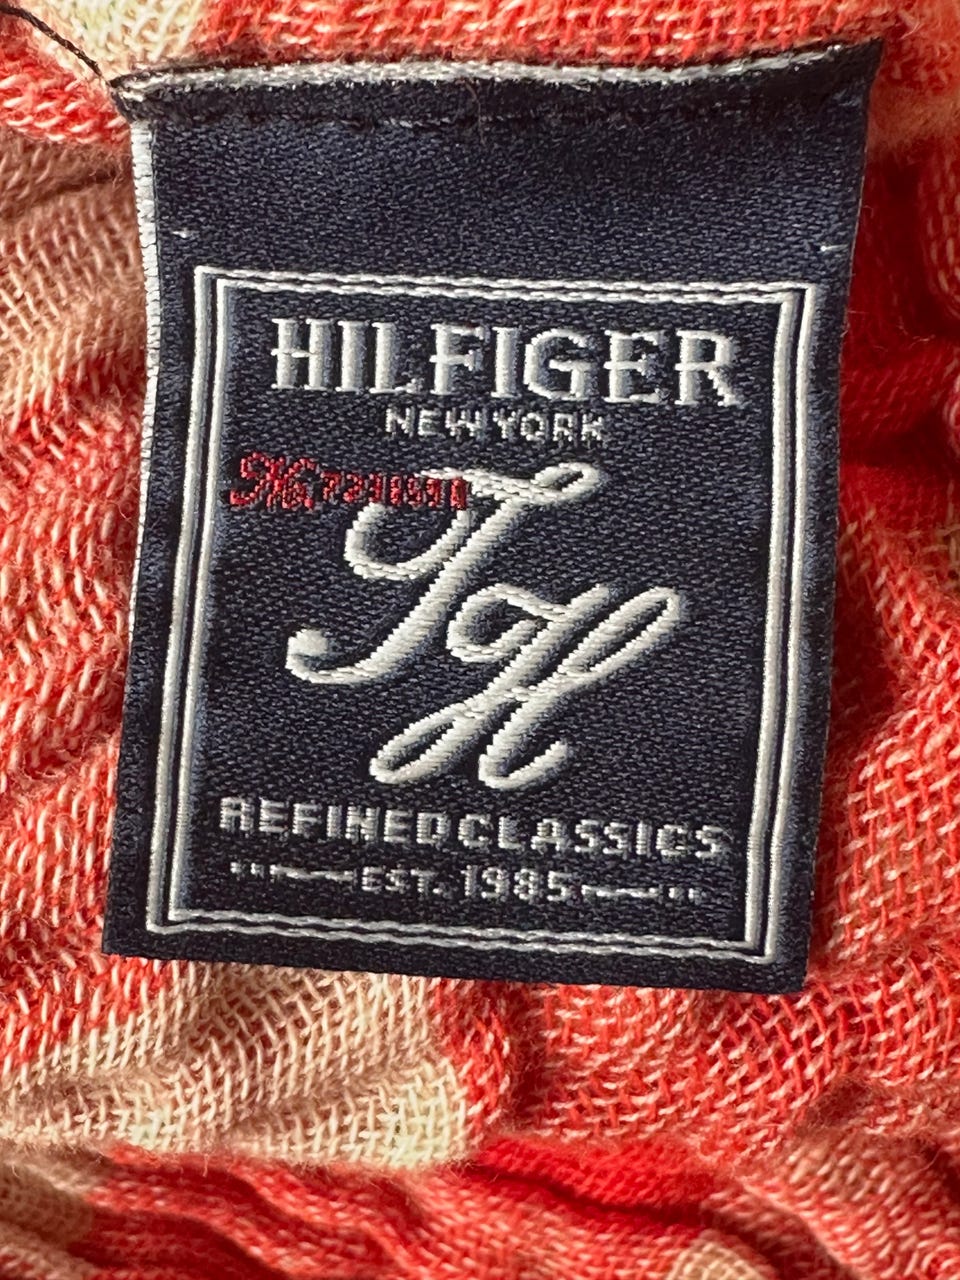 HILFIGER
NEW YORK
TH
REFINED CLASSICS
EST. 1985